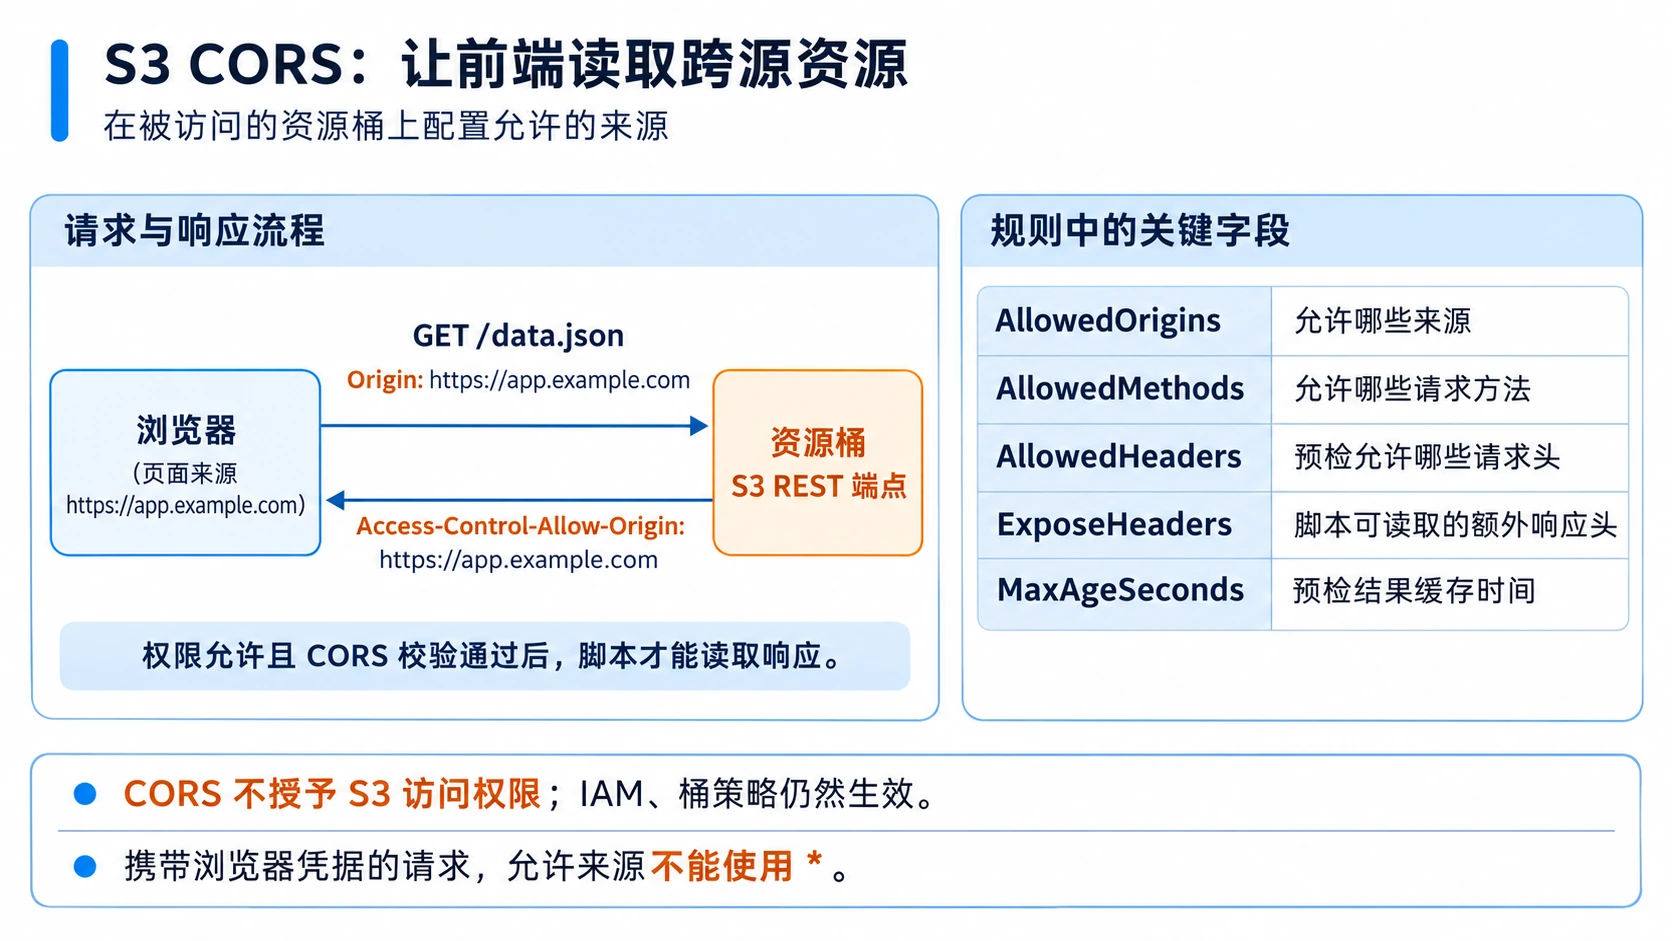 S3 CORS：让前端读取跨源资源
在被访问的资源桶上配置允许的来源
请求与响应流程
GET /data.json
Origin: https://app.example.com
浏览器
（页面来源
https://app.example.com）
资源桶
S3 REST 端点
Access-Control-Allow-Origin:
https://app.example.com
权限允许且 CORS 校验通过后，脚本才能读取响应。
规则中的关键字段
AllowedOrigins 允许哪些来源
AllowedMethods 允许哪些请求方法
AllowedHeaders 预检允许哪些请求头
ExposeHeaders 脚本可读取的额外响应头
MaxAgeSeconds 预检结果缓存时间
CORS 不授予 S3 访问权限；IAM、桶策略仍然生效。
携带浏览器凭据的请求，允许来源不能使用 *。